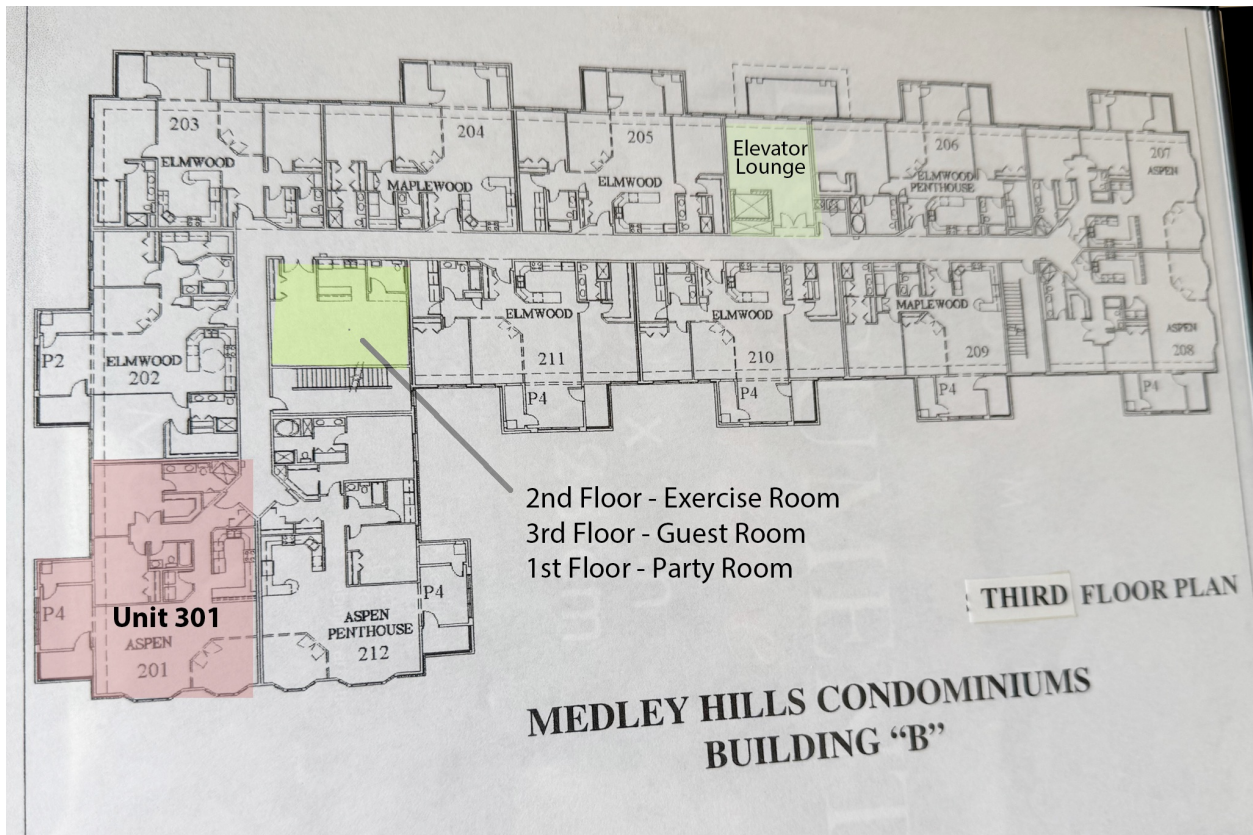 203
ELMWOOD
204
MAPLEWOOD
205
ELMWOOD
Elevator
Lounge
206
ELMWOOD
PENTHOUSE
207
ASPEN
P2
ELMWOOD
202
ELMWOOD
211
ELMWOOD
210
MAPLEWOOD
209
ASPEN
208
P4
P4
P4
P4
2nd Floor - Exercise Room
3rd Floor - Guest Room
1st Floor - Party Room
P4
Unit 301
ASPEN
201
ASPEN
PENTHOUSE
212
P4
THIRD FLOOR PLAN
MEDLEY HILLS CONDOMINIUMS
BUILDING “B”